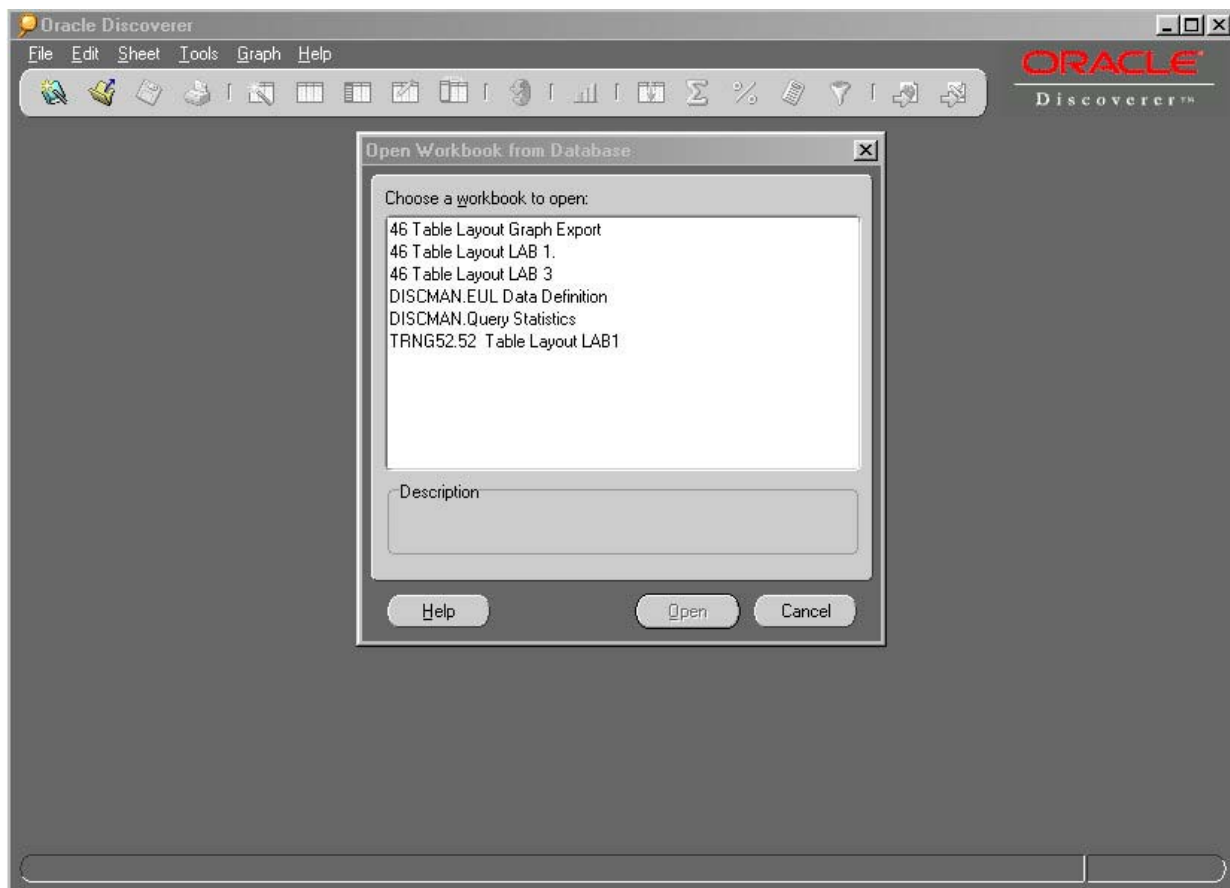 Oracle Discoverer
File Edit Sheet Tools Graph Help
ORACLE
Discoverer™
Open Workbook from Database
Choose a workbook to open:
46 Table Layout Graph Export
46 Table Layout LAB 1.
46 Table Layout LAB 3
DISCMAN.EUL Data Definition
DISCMAN.Query Statistics
TRNG52.52  Table Layout LAB1
Description
Help Open Cancel